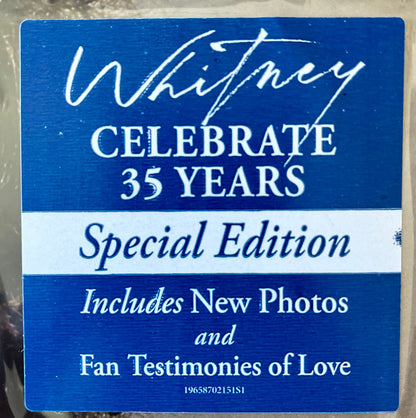 Whitney
CELEBRATE
35 YEARS
Special Edition
Includes New Photos
and
Fan Testimonies of Love
19658702151S1